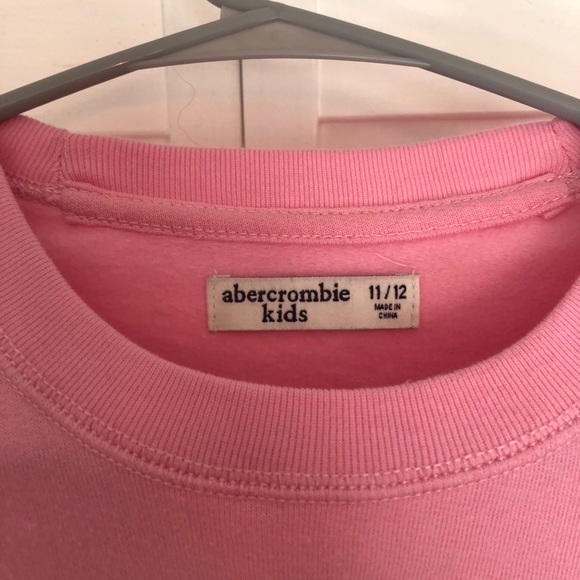 abercrombie
kids
11/12
MADE IN
CHINA